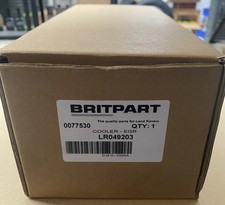 BRITPART
The quality parts for Land Rovers
0077530 QTY: 1
COOLER - EGR
LR049203